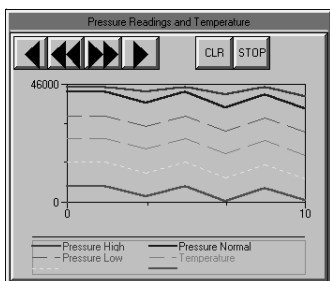 Pressure Readings and Temperature
CLR STOP
46000
0
0 10
Pressure High Pressure Normal
Pressure Low Temperature